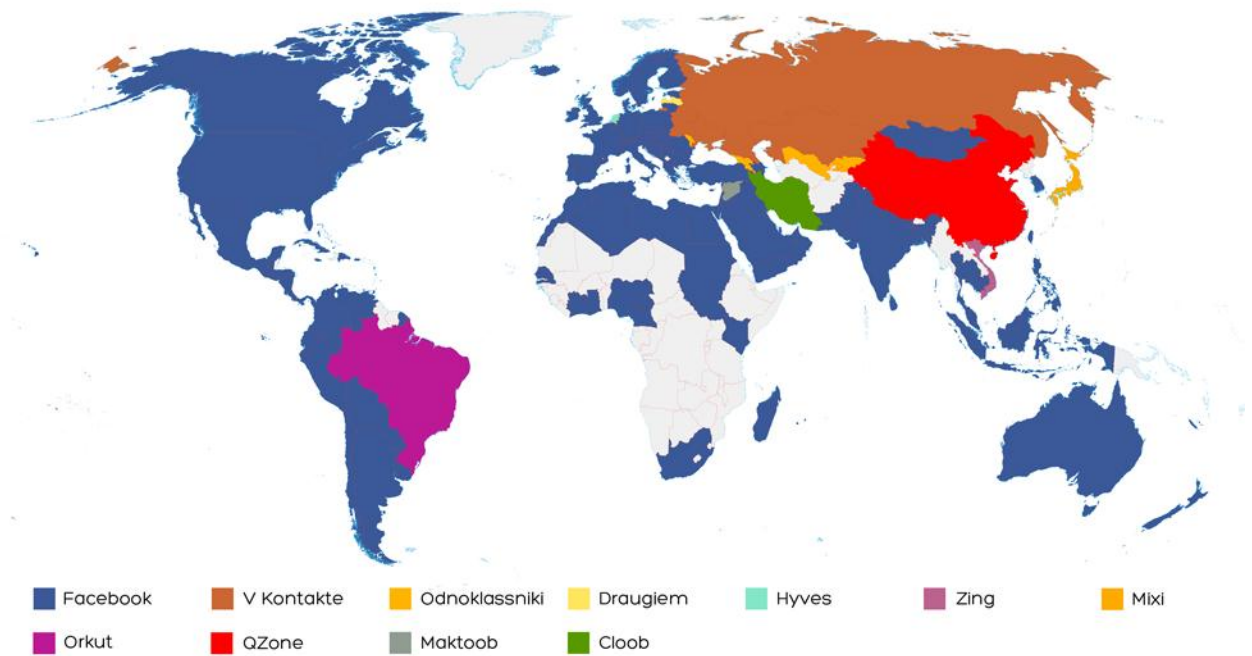 Facebook V Kontakte Odnoklassniki Draugiem Hyves Zing Mixi
Orkut QZone Maktoob Cloob